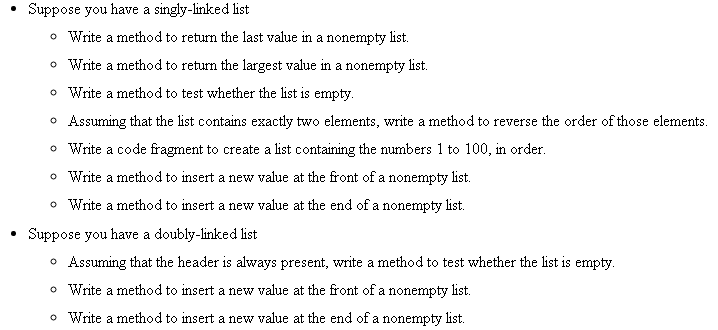 • Suppose you have a singly-linked list
◦ Write a method to return the last value in a nonempty list.
◦ Write a method to return the largest value in a nonempty list.
◦ Write a method to test whether the list is empty.
◦ Assuming that the list contains exactly two elements, write a method to reverse the order of those elements.
◦ Write a code fragment to create a list containing the numbers 1 to 100, in order.
◦ Write a method to insert a new value at the front of a nonempty list.
◦ Write a method to insert a new value at the end of a nonempty list.
• Suppose you have a doubly-linked list
◦ Assuming that the header is always present, write a method to test whether the list is empty.
◦ Write a method to insert a new value at the front of a nonempty list.
◦ Write a method to insert a new value at the end of a nonempty list.